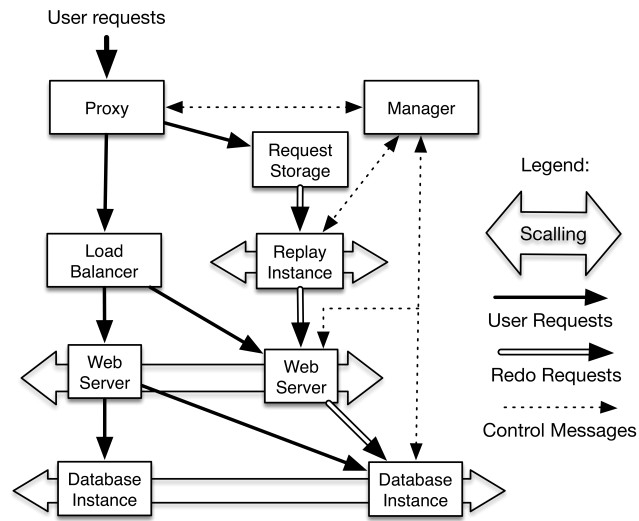 User requests
Proxy
Manager
Request
Storage
Legend:
Scalling
Load
Balancer
Replay
Instance
User Requests
Web
Server
Web
Server
Redo Requests
Control Messages
Database
Instance
Database
Instance